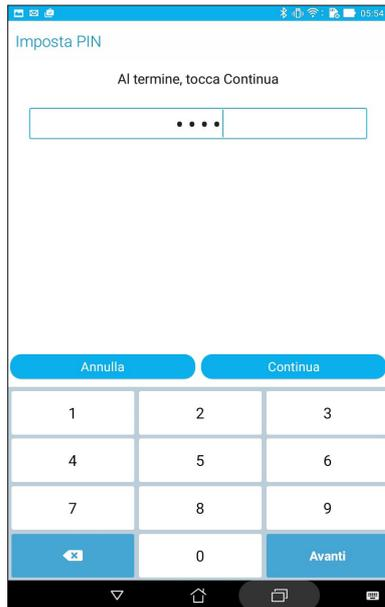 05:54
Imposta PIN
Al termine, tocca Continua
••••
Annulla Continua
1 2 3
4 5 6
7 8 9
0 Avanti